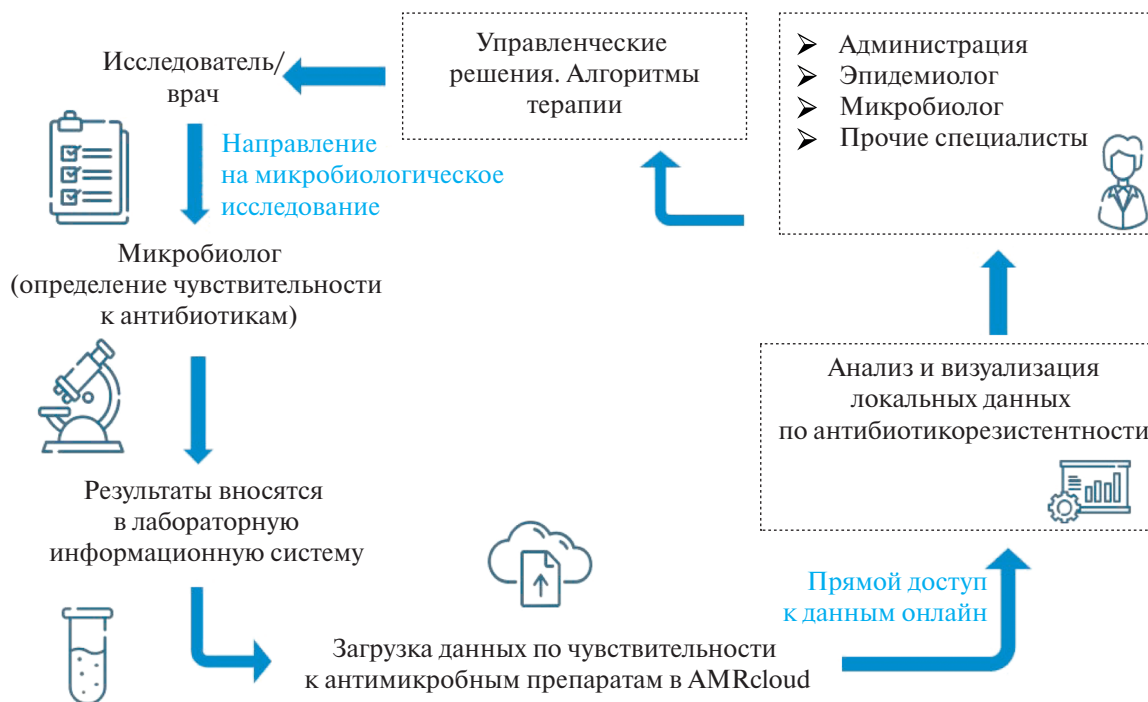 Исследователь/
врач
Направление
на микробиологическое
исследование
Микробиолог
(определение чувствительности
к антибиотикам)
Результаты вносятся
в лабораторную
информационную систему
Загрузка данных по чувствительности
к антимикробным препаратам в AMRcloud
Прямой доступ
к данным онлайн
Анализ и визуализация
локальных данных
по антибиотикорезистентности
Администрация
Эпидемиолог
Микробиолог
Прочие специалисты
Управленческие
решения. Алгоритмы
терапии